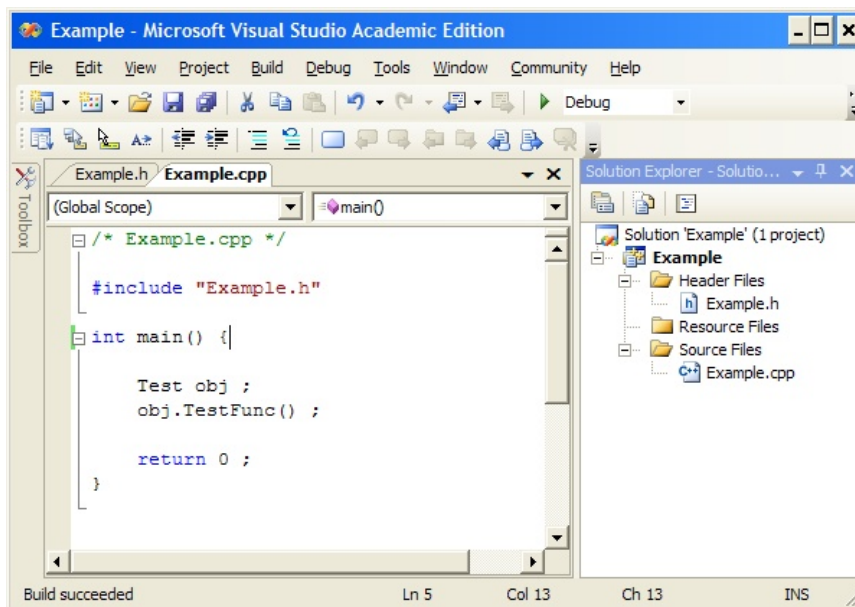 Example - Microsoft Visual Studio Academic Edition
File Edit View Project Build Debug Tools Window Community Help
Debug
Toolbox
Example.h Example.cpp
(Global Scope) main()
/* Example.cpp */
#include "Example.h"
int main() {
Test obj ;
obj.TestFunc() ;
return 0 ;
}
Solution Explorer - Solutio...
Solution 'Example' (1 project)
Example
Header Files
Example.h
Resource Files
Source Files
Example.cpp
Build succeeded Ln 5 Col 13 Ch 13 INS